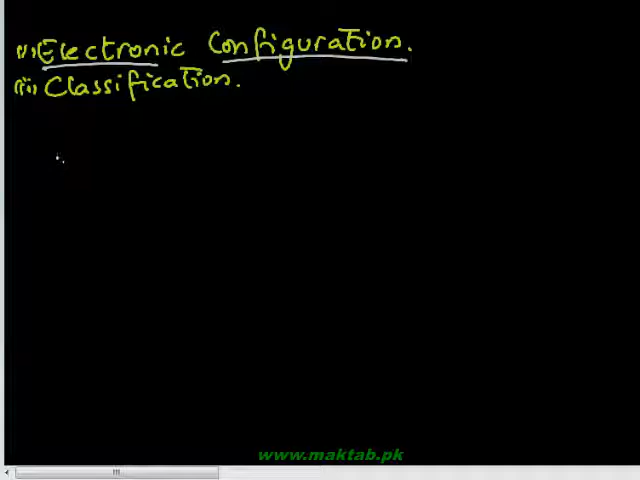 (i) Electronic Configuration.
(ii) Classification.
www.maktab.pk